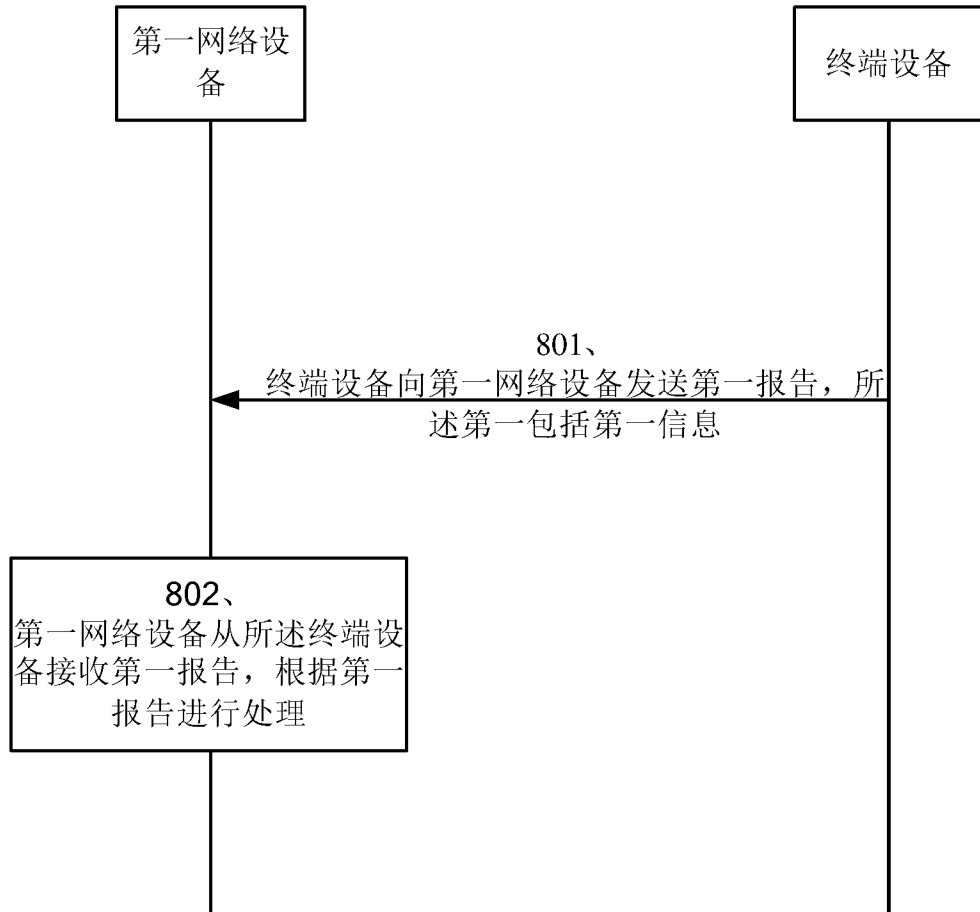 第一网络设
备
终端设备
801、
终端设备向第一网络设备发送第一报告，所
述第一包括第一信息
802、
第一网络设备从所述终端设
备接收第一报告，根据第一
报告进行处理